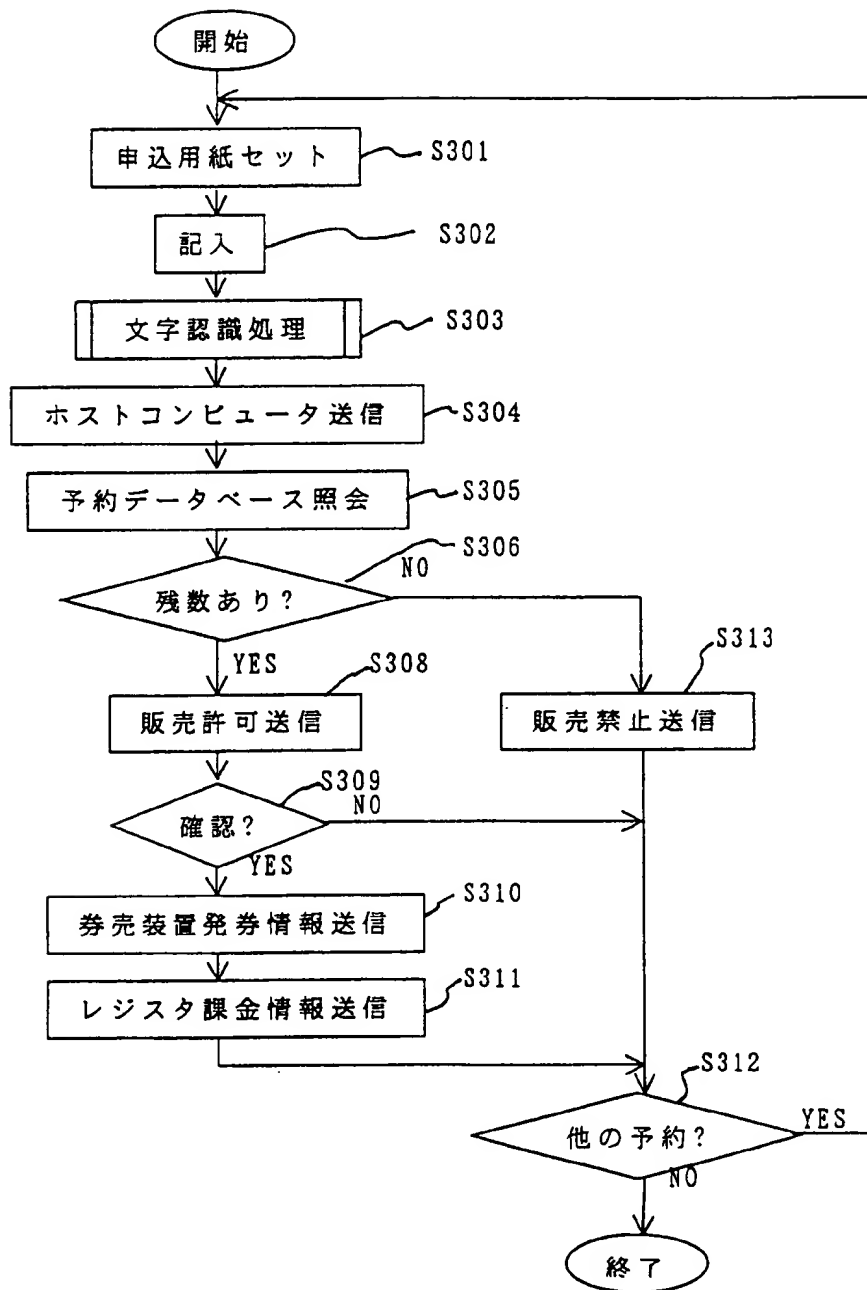 開始
申込用紙セット
S301
記入
S302
文字認識処理
S303
ホストコンピュータ送信
S304
予約データベース照会
S305
S306
残数あり?
NO
YES
S308
販売許可送信
S313
販売禁止送信
S309
確認?
NO
YES
S310
券売装置発券情報送信
S311
レジスタ課金情報送信
S312
他の予約?
YES
NO
終了